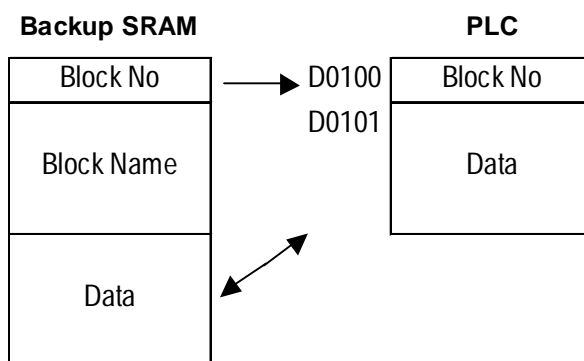 Backup SRAM PLC
Block No D0100 Block No
D0101
Block Name Data
Data